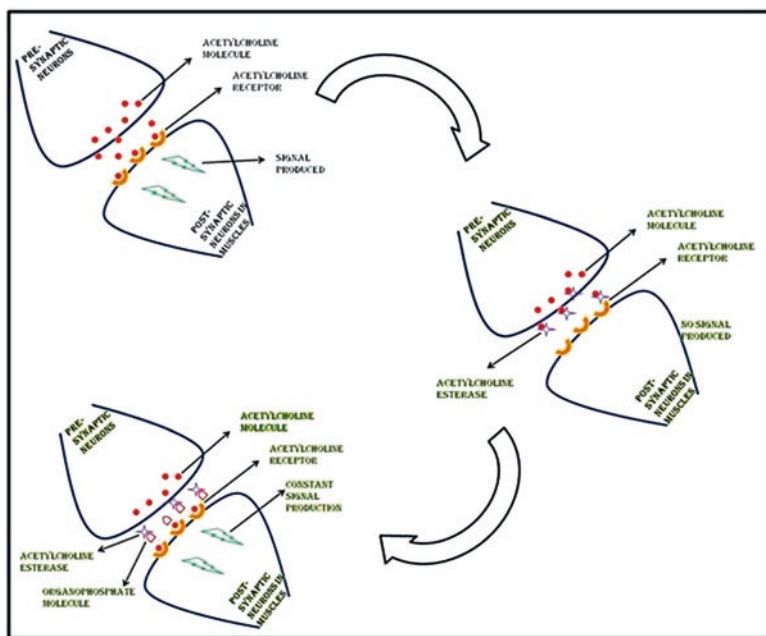 PRE-
SYNAPTIC
NEURONS
ACETYLCHOLINE
MOLECULE
ACETYLCHOLINE
RECEPTOR
SIGNAL
PRODUCED
POST-
SYNAPTIC
NEURONS IN
MUSCLES
PRE-
SYNAPTIC
NEURONS
ACETYLCHOLINE
MOLECULE
ACETYLCHOLINE
RECEPTOR
NO SIGNAL
PRODUCED
ACETYLCHOLINE
ESTERASE
POST-
SYNAPTIC
NEURONS IN
MUSCLES
PRE-
SYNAPTIC
NEURONS
ACETYLCHOLINE
MOLECULE
ACETYLCHOLINE
RECEPTOR
CONSTANT
SIGNAL
PRODUCTION
ACETYLCHOLINE
ESTERASE
ORGANOPHOSPHATE
MOLECULE
POST-
SYNAPTIC
NEURONS IN
MUSCLES